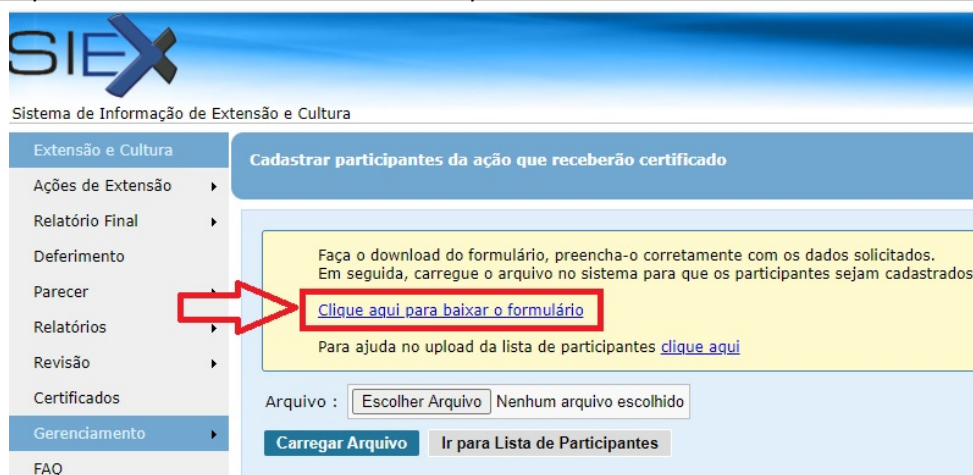 SIEX
Sistema de Informação de Extensão e Cultura
Extensão e Cultura
Ações de Extensão
Relatório Final
Deferimento
Parecer
Relatórios
Revisão
Certificados
Gerenciamento
FAQ
Cadastrar participantes da ação que receberão certificado
Faça o download do formulário, preencha-o corretamente com os dados solicitados.
Em seguida, carregue o arquivo no sistema para que os participantes sejam cadastrados
Clique aqui para baixar o formulário
Para ajuda no upload da lista de participantes clique aqui
Arquivo : Escolher Arquivo Nenhum arquivo escolhido
Carregar Arquivo Ir para Lista de Participantes